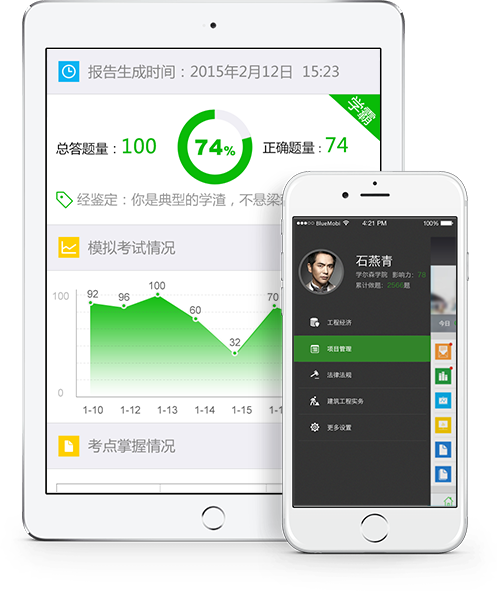 报告生成时间：2015年2月12日 15:23
学霸
总答题量：100
74%
正确题量：74
经鉴定：你是典型的学渣，不悬梁
模拟考试情况
100
0
92
96
100
60
32
70
1-10
1-12
1-13
1-14
1-15
1-
考点掌握情况
BlueMobi
4:21 PM
100%
石燕青
学尔森学院 影响力：78
累计做题：2566题
工程经济
项目管理
法律法规
建筑工程实务
更多设置
今日